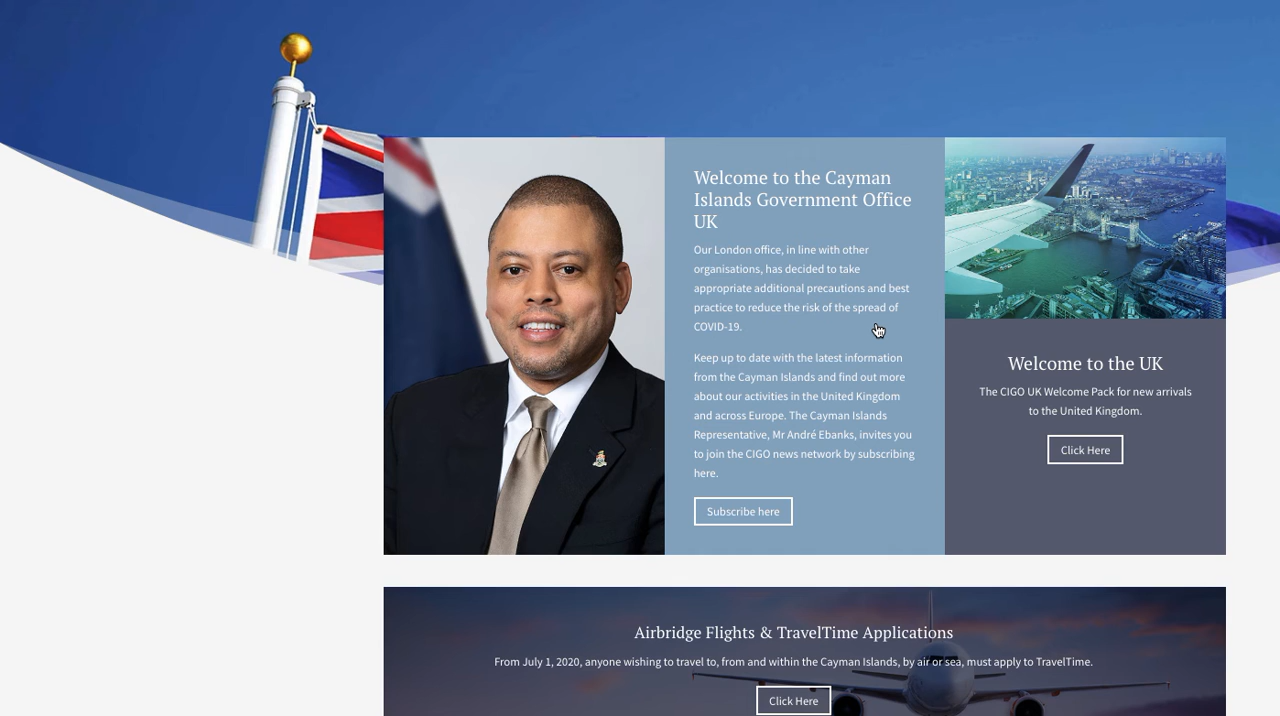 Welcome to the Cayman
Islands Government Office
UK
Our London office, in line with other
organisations, has decided to take
appropriate additional precautions and best
practice to reduce the risk of the spread of
COVID-19.
Keep up to date with the latest information
from the Cayman Islands and find out more
about our activities in the United Kingdom
and across Europe. The Cayman Islands
Representative, Mr André Ebanks, invites you
to join the CIGO news network by subscribing
here.
Subscribe here
Welcome to the UK
The CIGO UK Welcome Pack for new arrivals
to the United Kingdom.
Click Here
Airbridge Flights & TravelTime Applications
From July 1, 2020, anyone wishing to travel to, from and within the Cayman Islands, by air or sea, must apply to TravelTime.
Click Here